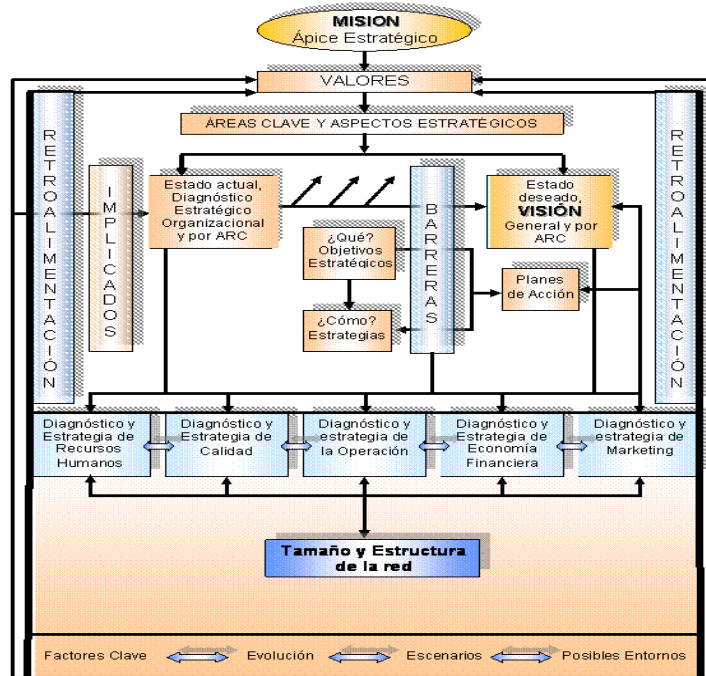 MISION
Ápice Estratégico
VALORES
ÁREAS CLAVE Y ASPECTOS ESTRATÉGICOS
RETROALIMENTACIÓN
IMPLICADOS
Estado actual,
Diagnóstico
Estratégico
Organizacional
y por ARC
BARRERAS
Estado
deseado,
VISIÓN
General y por
ARC
RETROALIMENTACIÓN
¿Qué?
Objetivos
Estratégicos
Planes
de Acción
¿Cómo?
Estrategias
Diagnóstico y
Estrategia de
Recursos
Humanos
Diagnóstico y
Estrategia de
Calidad
Diagnóstico y
estrategia de
la Operación
Diagnóstico y
Estrategia de
Economía
Financiera
Diagnóstico y
estrategia de
Marketing
Tamaño y Estructura
de la red
Factores Clave
Evolución
Escenarios
Posibles Entornos